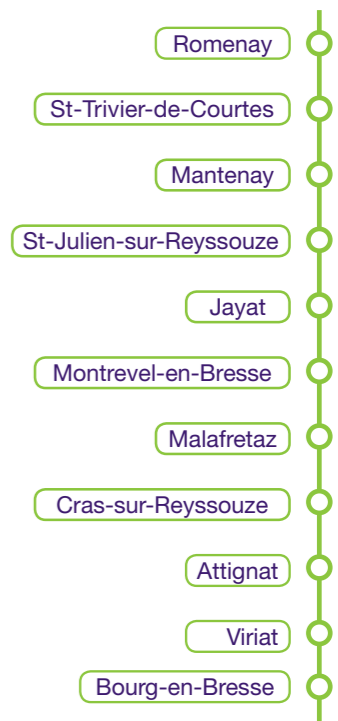 Romenay
St-Trivier-de-Courtes
Mantenay
St-Julien-sur-Reyssouze
Jayat
Montrevel-en-Bresse
Malafretaz
Cras-sur-Reyssouze
Attignat
Viriat
Bourg-en-Bresse